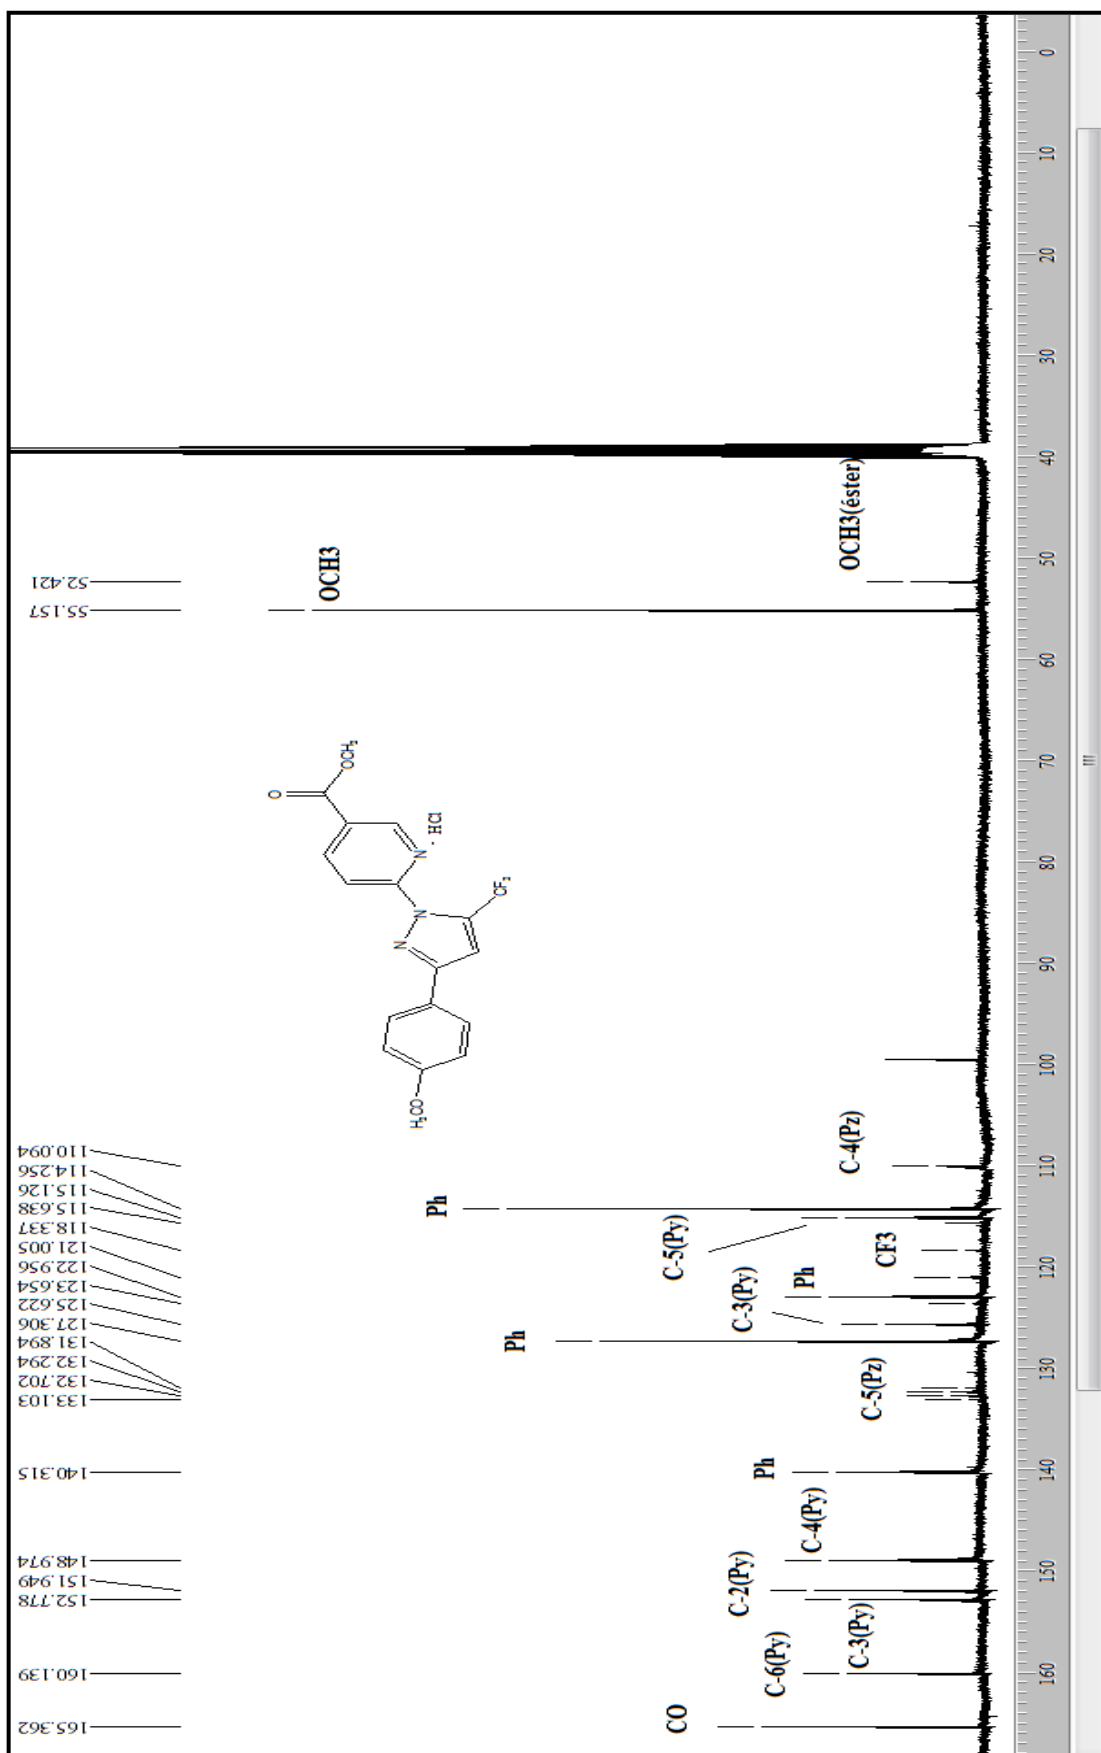 165.362
160.139
152.778
151.949
148.974
140.315
133.103
132.702
132.294
131.894
127.306
125.622
123.654
122.956
121.005
118.337
115.638
115.126
114.256
110.094
55.157
52.421
CO
C-6(Py)
C-3(Py)
C-2(Py)
C-4(Py)
Ph
C-5(Pz)
Ph
C-3(Py)
Ph
CF3
C-5(Py)
Ph
C-4(Pz)
OCH3
OCH3(éster)
O
OCH₃
N
· HCl
N
N
CF₃
H₃CO
160
150
140
130
120
110
100
90
80
70
60
50
40
30
20
10
0